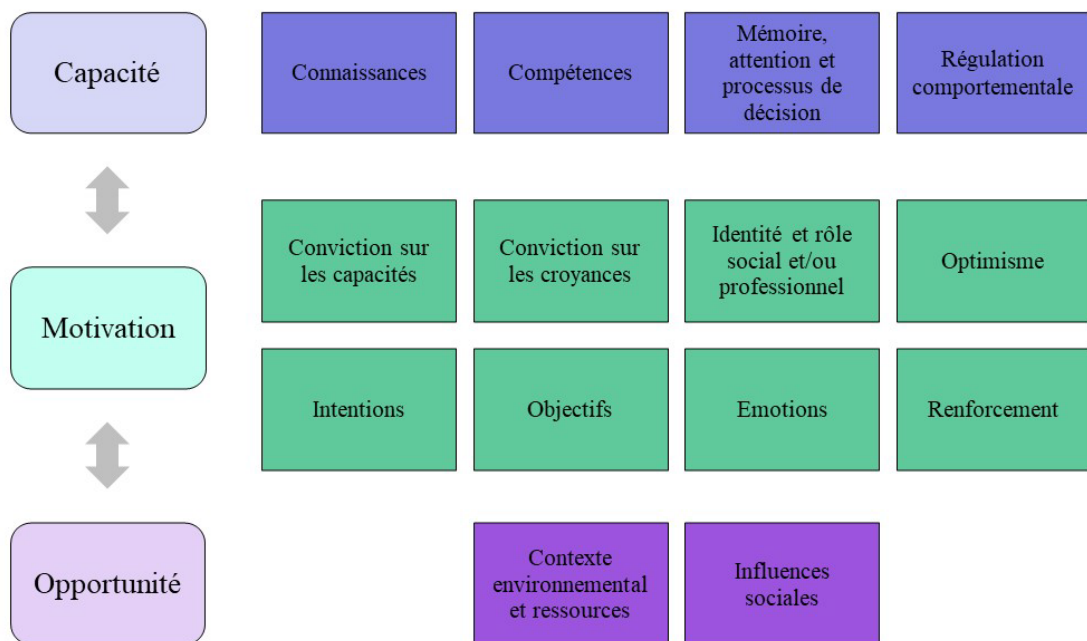 Capacité
Connaissances
Compétences
Mémoire,
attention et
processus de
décision
Régulation
comportementale
Motivation
Conviction sur
les capacités
Conviction sur
les croyances
Identité et rôle
social et/ou
professionnel
Optimisme
Intentions
Objectifs
Emotions
Renforcement
Opportunité
Contexte
environnemental
et ressources
Influences
sociales